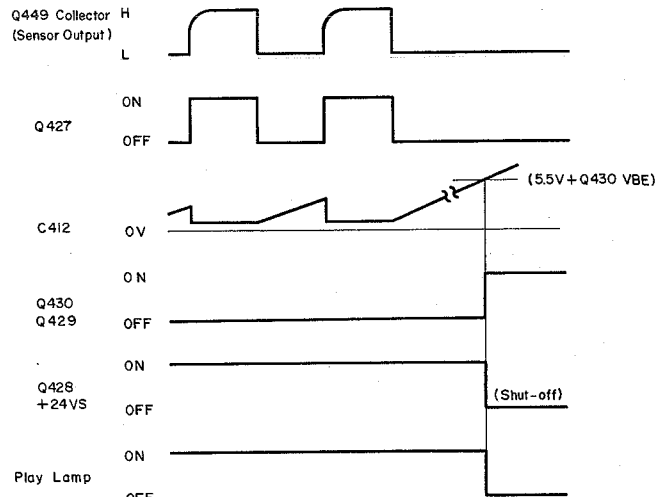 Q449 Collector H
(Sensor Output)
L
ON
Q427
OFF
(5.5V+Q430 VBE)
C412
OV
ON
Q430
Q429
OFF
ON
Q428
+24VS
OFF
(Shut-off)
ON
Play Lamp
OFF